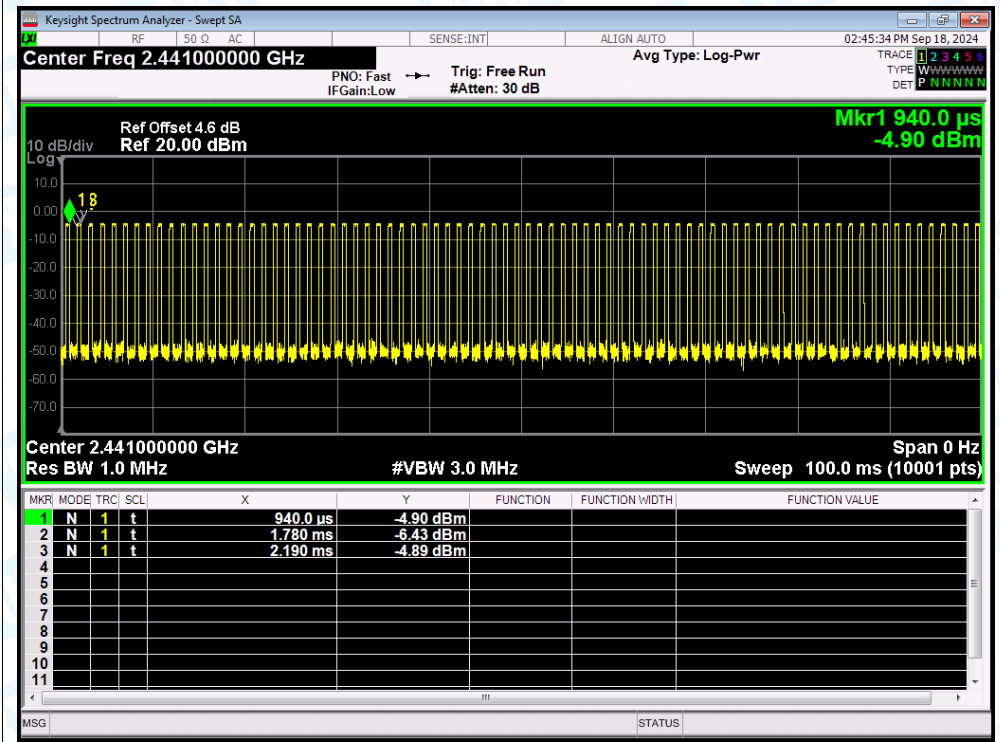 Keysight Spectrum Analyzer - Swept SA
LXI RF 50 Ω AC SENSE:INT ALIGN AUTO 02:45:34 PM Sep 18, 2024
Center Freq 2.441000000 GHz
PNO: Fast
IFGain:Low
Trig: Free Run
#Atten: 30 dB
Avg Type: Log-Pwr
TRACE 1 2 3 4 5 6
TYPE WWWWWW
DET P N N N N N
Mkr1 940.0 µs
-4.90 dBm
Ref Offset 4.6 dB
10 dB/div Ref 20.00 dBm
Log
10.0
0.00
-10.0
-20.0
-30.0
-40.0
-50.0
-60.0
-70.0
1
Center 2.441000000 GHz Span 0 Hz
Res BW 1.0 MHz #VBW 3.0 MHz Sweep 100.0 ms (10001 pts)
MKR MODE TRC SCL X Y FUNCTION FUNCTION WIDTH FUNCTION VALUE
1 N 1 t 940.0 µs -4.90 dBm
2 N 1 t 1.780 ms -6.43 dBm
3 N 1 t 2.190 ms -4.89 dBm
4
5
6
7
8
9
10
11
MSG STATUS